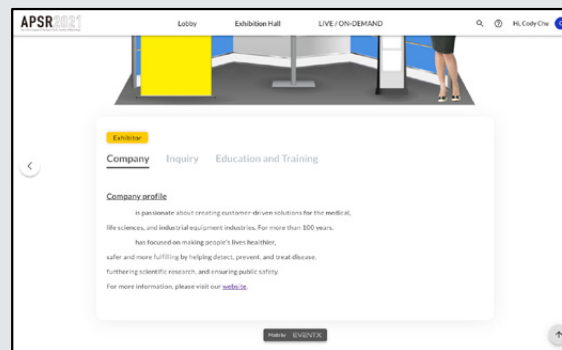 APSR2021
Lobby
Exhibition Hall
LIVE / ON-DEMAND
Hi, Cody Chu
Exhibitor
Company
Inquiry
Education and Training
Company profile
is passionate about creating customer-driven solutions for the medical,
life sciences, and industrial equipment industries. For more than 100 years,
has focused on making people's lives healthier,
safer and more fulfilling by helping detect, prevent, and treat disease,
furthering scientific research, and ensuring public safety.
For more information, please visit our website.
EVENTX